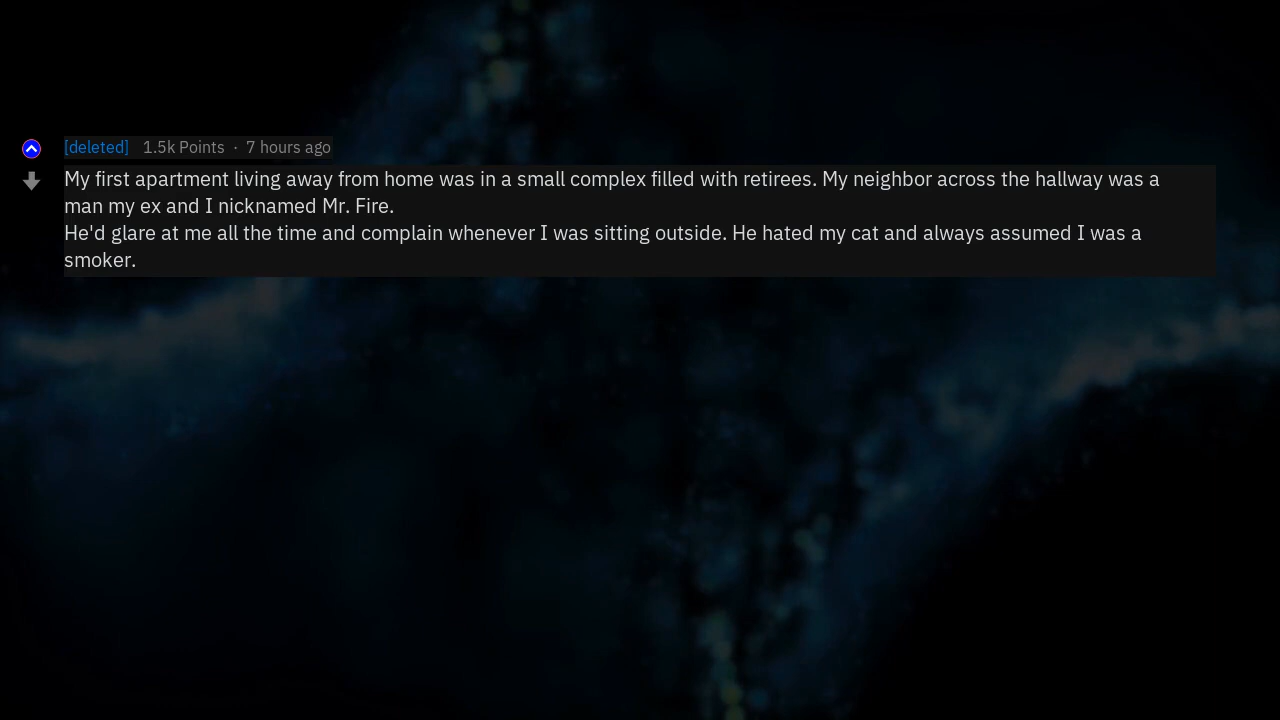 [deleted] 1.5k Points · 7 hours ago
My first apartment living away from home was in a small complex filled with retirees. My neighbor across the hallway was a
man my ex and I nicknamed Mr. Fire.
He'd glare at me all the time and complain whenever I was sitting outside. He hated my cat and always assumed I was a
smoker.